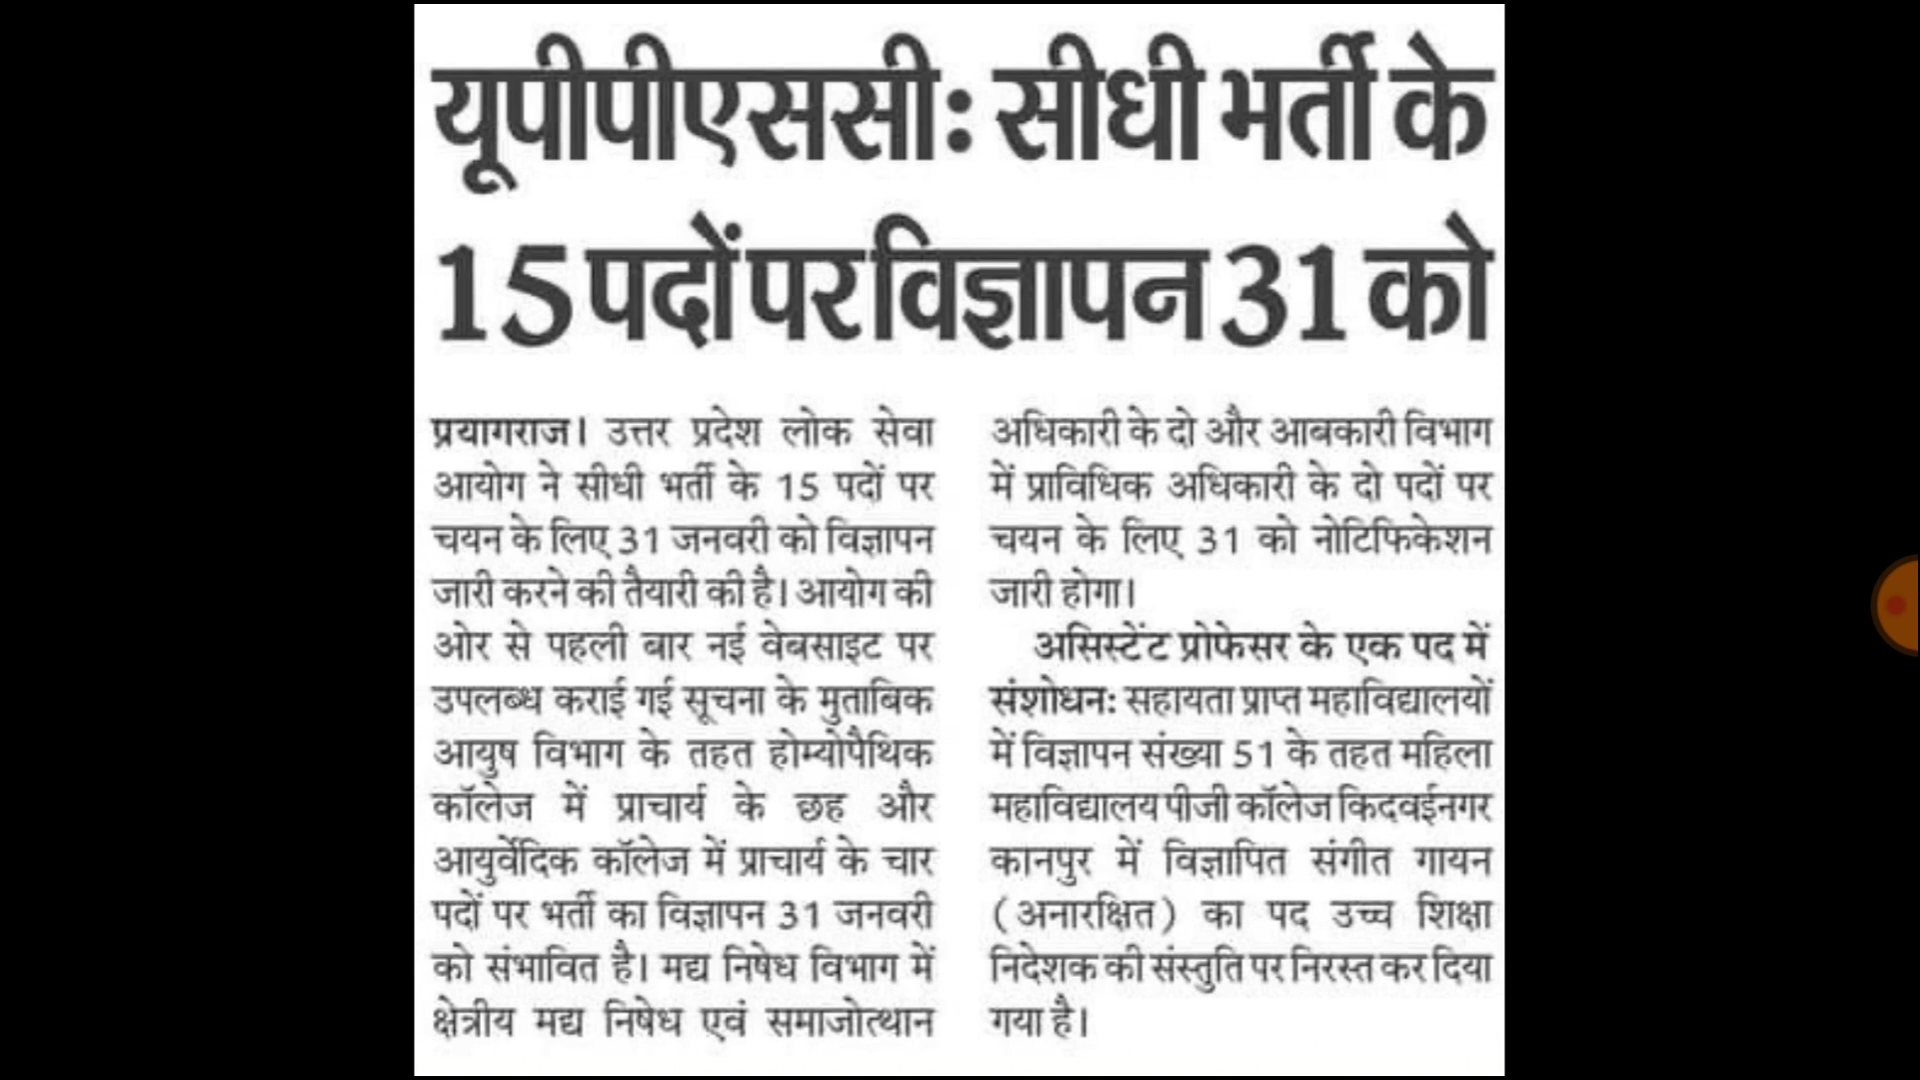 यूपीपीएससी: सीधी भर्ती के
15 पदों पर विज्ञापन 31 को
प्रयागराज। उत्तर प्रदेश लोक सेवा
आयोग ने सीधी भर्ती के 15 पदों पर
चयन के लिए 31 जनवरी को विज्ञापन
जारी करने की तैयारी की है। आयोग की
ओर से पहली बार नई वेबसाइट पर
उपलब्ध कराई गई सूचना के मुताबिक
आयुष विभाग के तहत होम्योपैथिक
कॉलेज में प्राचार्य के छह और
आयुर्वेदिक कॉलेज में प्राचार्य के चार
पदों पर भर्ती का विज्ञापन 31 जनवरी
को संभावित है। मद्य निषेध विभाग में
क्षेत्रीय मद्य निषेध एवं समाजोत्थान
अधिकारी के दो और आबकारी विभाग
में प्राविधिक अधिकारी के दो पदों पर
चयन के लिए 31 को नोटिफिकेशन
जारी होगा।
असिस्टेंट प्रोफेसर के एक पद में
संशोधन: सहायता प्राप्त महाविद्यालयों
में विज्ञापन संख्या 51 के तहत महिला
महाविद्यालय पीजी कॉलेज किदवईनगर
कानपुर में विज्ञापित संगीत गायन
(अनारक्षित) का पद उच्च शिक्षा
निदेशक की संस्तुति पर निरस्त कर दिया
गया है।